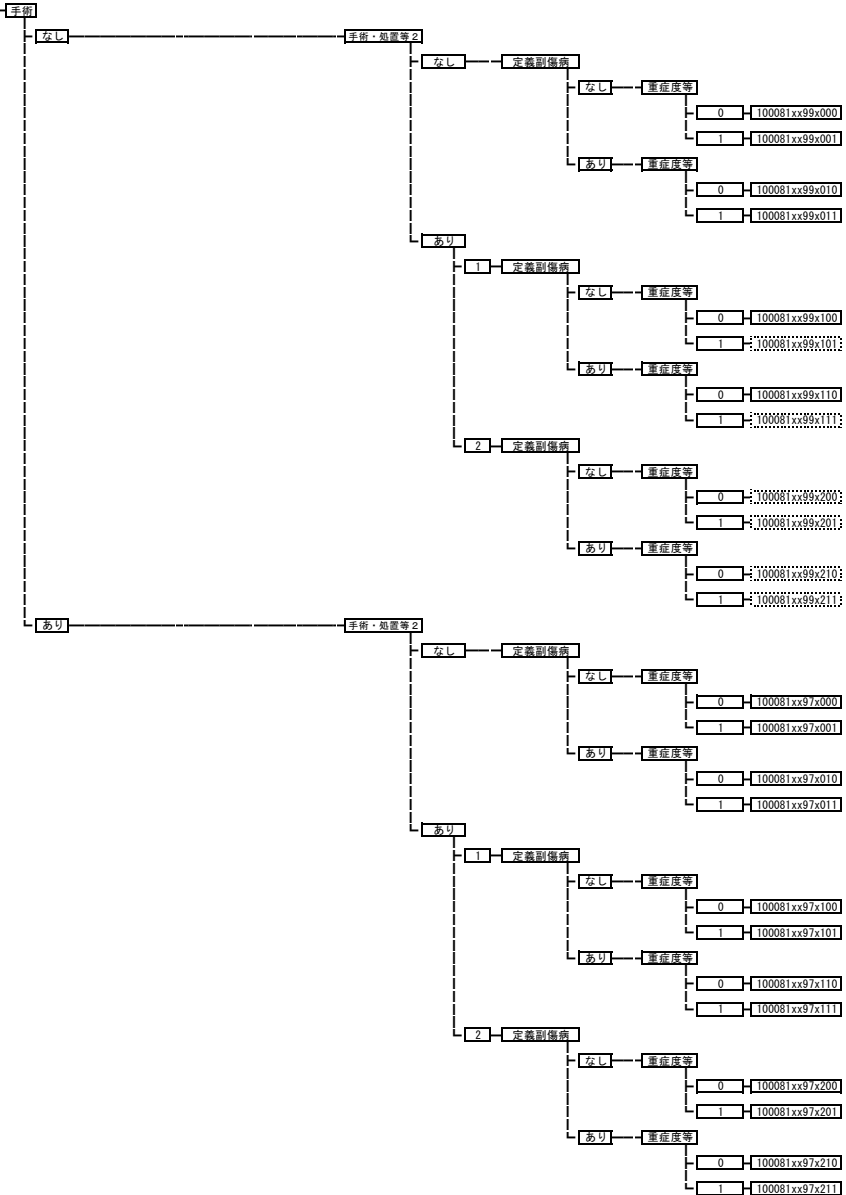 手術
なし 手術・処置等2
なし 定義副傷病
なし 重症度等
0 100081xx99x000
1 100081xx99x001
あり 重症度等
0 100081xx99x010
1 100081xx99x011
あり
1 定義副傷病
なし 重症度等
0 100081xx99x100
1 100081xx99x101
あり 重症度等
0 100081xx99x110
1 100081xx99x111
2 定義副傷病
なし 重症度等
0 100081xx99x200
1 100081xx99x201
あり 重症度等
0 100081xx99x210
1 100081xx99x211
あり 手術・処置等2
なし 定義副傷病
なし 重症度等
0 100081xx97x000
1 100081xx97x001
あり 重症度等
0 100081xx97x010
1 100081xx97x011
あり
1 定義副傷病
なし 重症度等
0 100081xx97x100
1 100081xx97x101
あり 重症度等
0 100081xx97x110
1 100081xx97x111
2 定義副傷病
なし 重症度等
0 100081xx97x200
1 100081xx97x201
あり 重症度等
0 100081xx97x210
1 100081xx97x211